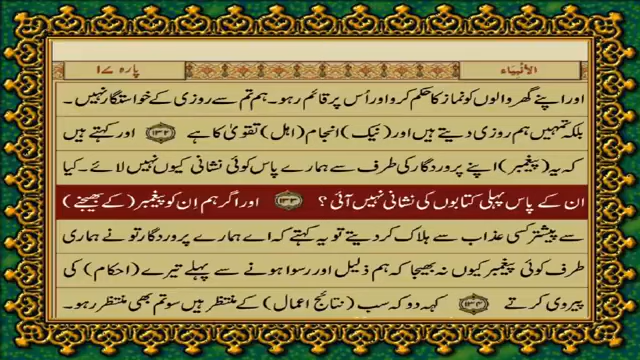 پارہ ۱۷ الأنبياء
اور اپنے گھر والوں کو نماز کا حکم کرو اور اُس پر قائم رہو۔ ہم تم سے روزی کے خواستگار نہیں۔
بلکہ تمہیں ہم روزی دیتے ہیں اور (نیک) انجام (اہل) تقویٰ کا ہے ۱۳۲ اور کہتے ہیں
کہ یہ (پیغمبر) اپنے پروردگار کی طرف سے ہمارے پاس کوئی نشانی کیوں نہیں لائے۔ کیا
ان کے پاس پہلی کتابوں کی نشانی نہیں آئی؟ ۱۳۳ اور اگر ہم ان کو پیغمبر (کے بھیجنے)
سے پیشتر کسی عذاب سے ہلاک کر دیتے تو یہ کہتے کہ اے ہمارے پروردگار تو نے ہماری
طرف کوئی پیغمبر کیوں نہ بھیجا کہ ہم ذلیل اور رسوا ہونے سے پہلے تیرے (احکام) کی
پیروی کرتے ۱۳۴ کہہ دو کہ سب (نتائج اعمال) کے منتظر ہیں سو تم بھی منتظر رہو۔